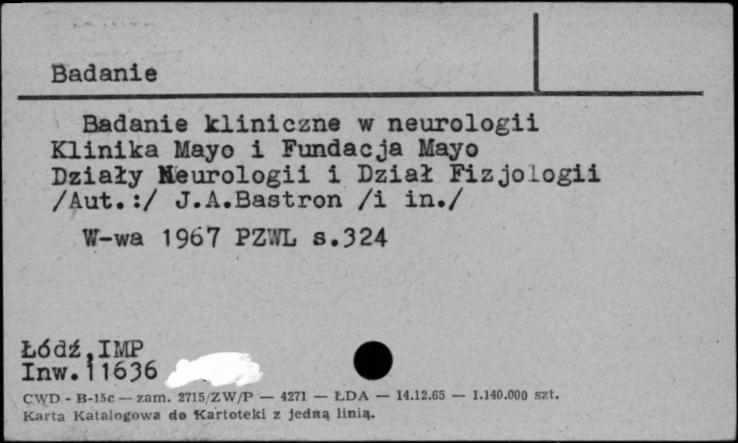 Badanie
Badanie kliniczne w neurologii
Klinika Mayo i Fundacja Mayo
Działy Neurologii i Dział Fizjologii
/Aut.:/ J.A.Bastron /i in./
W-wa 1967 PZWL s.324
Łódź,IMP
Inw.11636
CWD - B-15c — zam. 2715/ZW/P — 4271 — ŁDA — 14.12.65 — 1.140.000 szt.
Karta Katalogowa do Kartoteki z jedną linią.